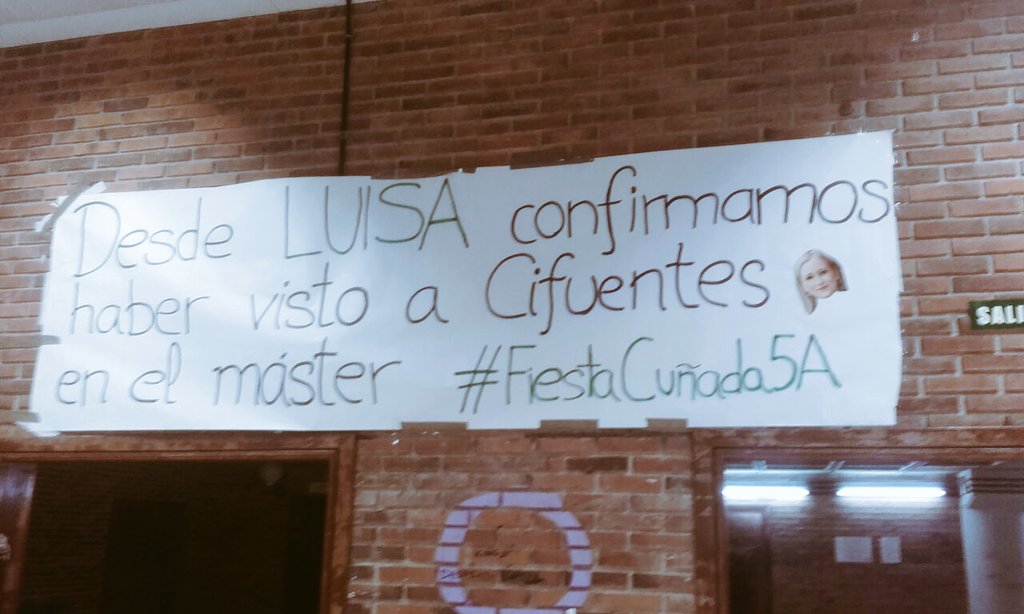 Desde LUISA confirmamos
haber visto a Cifuentes
en el máster #FiestaCuñada5A
SALI